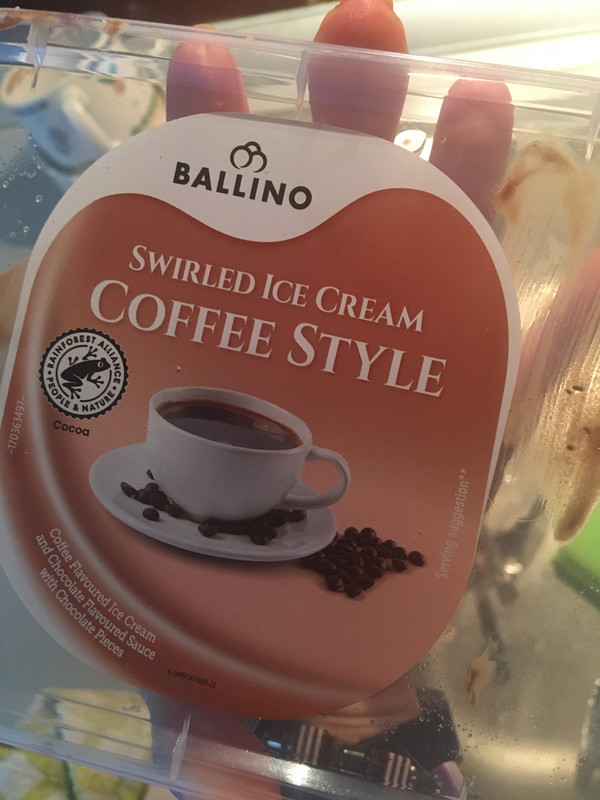 BALLINO
SWIRLED ICE CREAM
COFFEE STYLE
RAINFOREST ALLIANCE
PEOPLE & NATURE
Cocoa
-170363497-
Serving suggestion**
Coffee Flavoured Ice Cream
and Chocolate Flavoured Sauce
with Chocolate Pieces